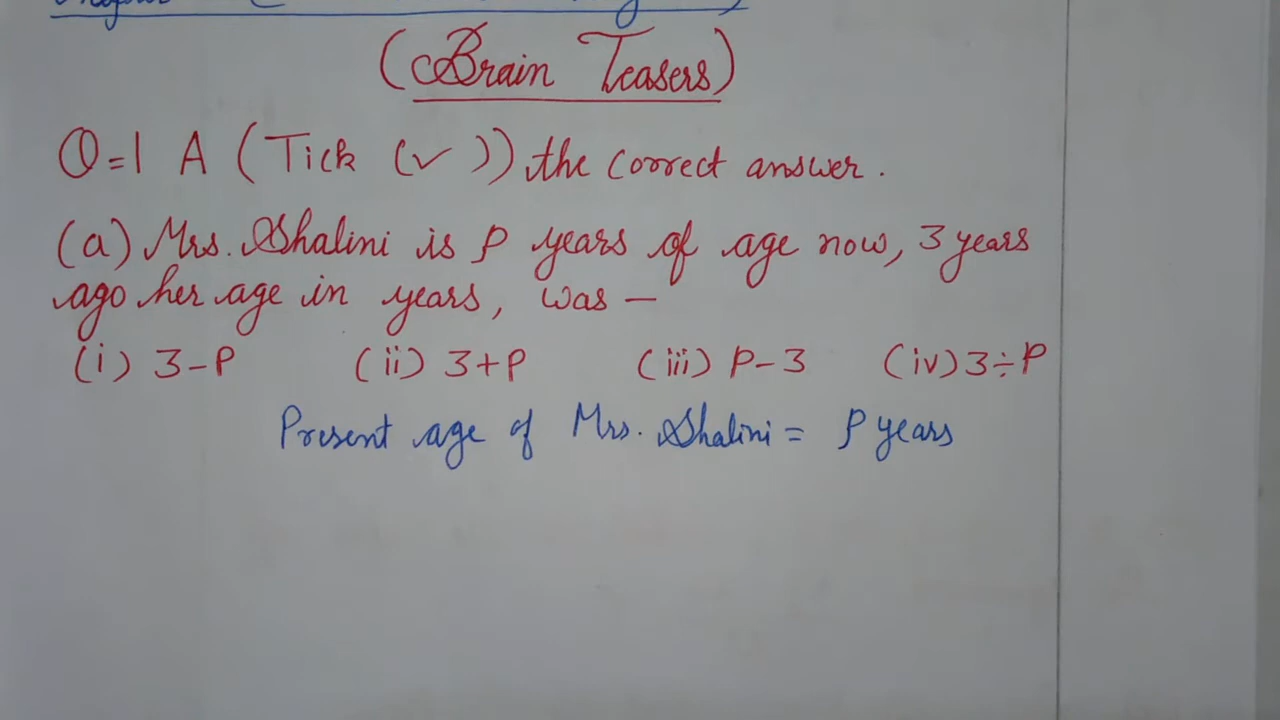 (Brain Teasers)
Q=1 A (Tick (✓)) the correct answer.
(a) Mrs. Shalini is P years of age now, 3 years
ago her age in years, was —
(i) 3-P (ii) 3+P (iii) P-3 (iv) 3÷P
Present age of Mrs. Shalini = P years